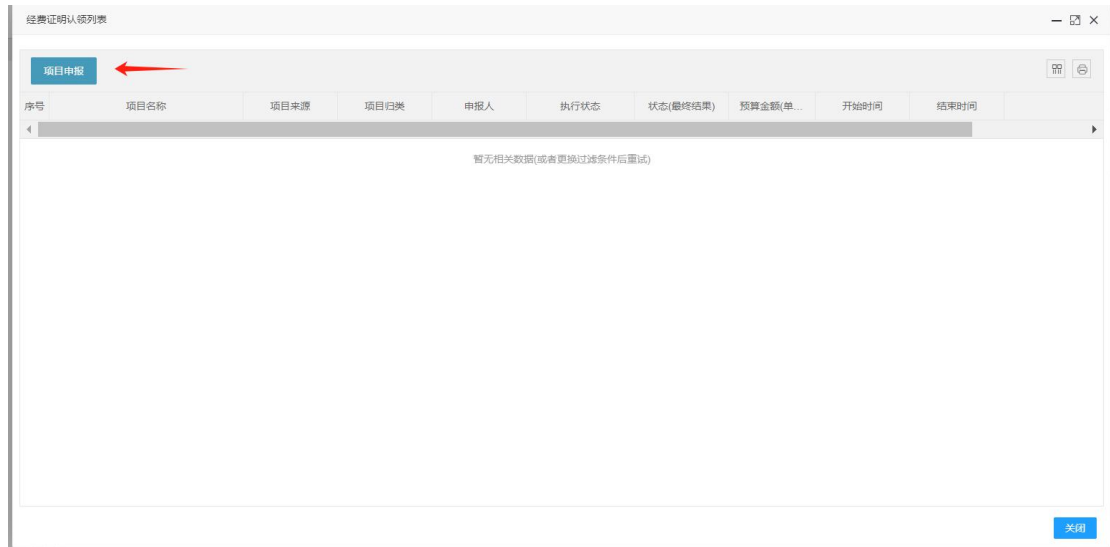 经费证明认领列表
项目申报
序号 项目名称 项目来源 项目归类 申报人 执行状态 状态(最终结果) 预算金额(单... 开始时间 结束时间
暂无相关数据(或者更换过滤条件后重试)
关闭